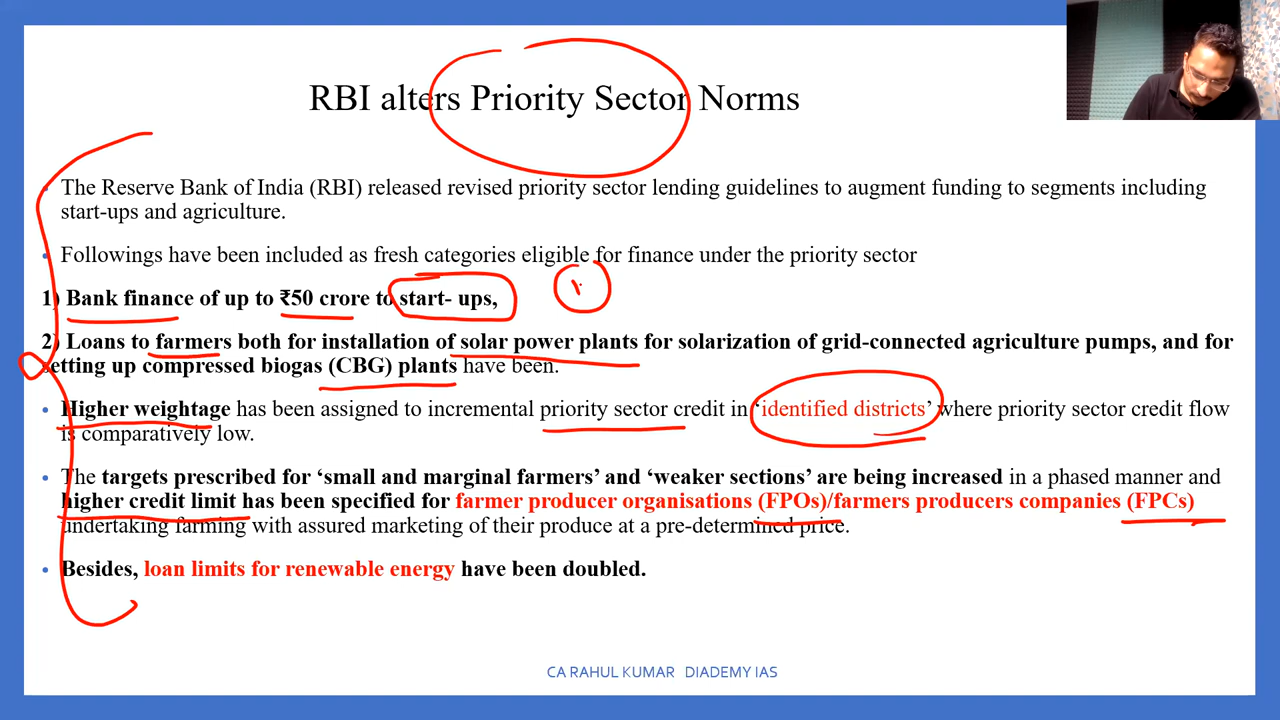 RBI alters Priority Sector Norms
• The Reserve Bank of India (RBI) released revised priority sector lending guidelines to augment funding to segments including
start-ups and agriculture.
• Followings have been included as fresh categories eligible for finance under the priority sector
1) Bank finance of up to ₹50 crore to start- ups,
2) Loans to farmers both for installation of solar power plants for solarization of grid-connected agriculture pumps, and for
setting up compressed biogas (CBG) plants have been.
• Higher weightage has been assigned to incremental priority sector credit in ‘identified districts’ where priority sector credit flow
is comparatively low.
• The targets prescribed for ‘small and marginal farmers’ and ‘weaker sections’ are being increased in a phased manner and
higher credit limit has been specified for farmer producer organisations (FPOs)/farmers producers companies (FPCs)
undertaking farming with assured marketing of their produce at a pre-determined price.
• Besides, loan limits for renewable energy have been doubled.
CA RAHUL KUMAR DIADEMY IAS